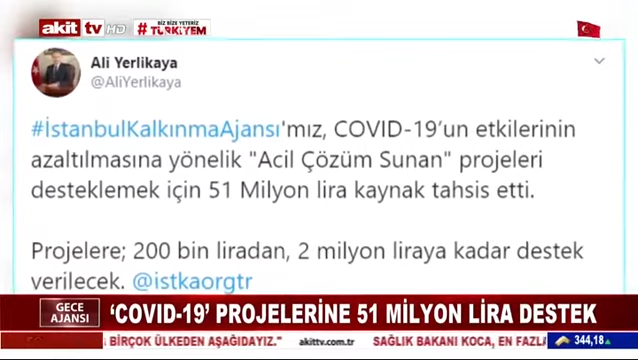 akit tv HD
BİZ BİZE YETERİZ
#TÜRKİYEM
Ali Yerlikaya
@AliYerlikaya
#İstanbulKalkınmaAjansı'mız, COVID-19'un etkilerinin
azaltılmasına yönelik "Acil Çözüm Sunan" projeleri
desteklemek için 51 Milyon lira kaynak tahsis etti.
Projelere; 200 bin liradan, 2 milyon liraya kadar destek
verilecek. @istkaorgtr
GECE
AJANSI
‘COVID-19’ PROJELERİNE 51 MİLYON LİRA DESTEK
A BİRÇOK ÜLKEDEN AŞAĞIDAYIZ." akittv.com.tr SAĞLIK BAKANI KOCA, EN FAZLA 344,18